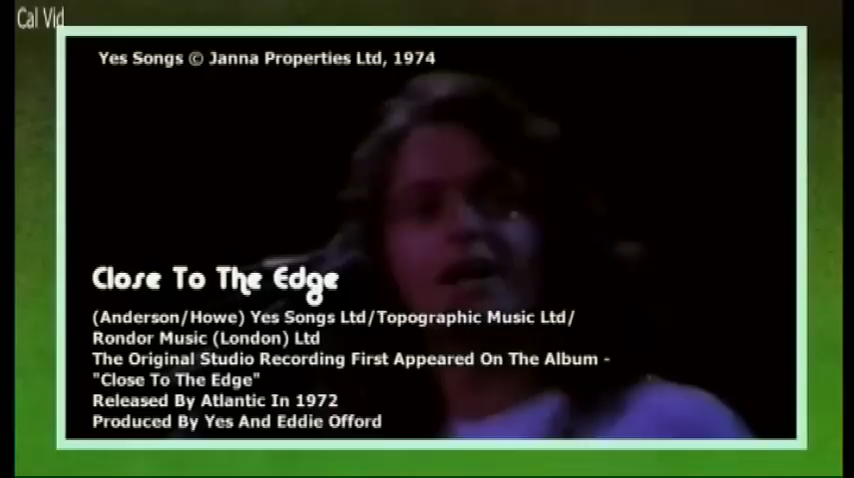 Cal Vid
Yes Songs © Janna Properties Ltd, 1974
Close To The Edge
(Anderson/Howe) Yes Songs Ltd/Topographic Music Ltd/
Rondor Music (London) Ltd
The Original Studio Recording First Appeared On The Album -
"Close To The Edge"
Released By Atlantic In 1972
Produced By Yes And Eddie Offord